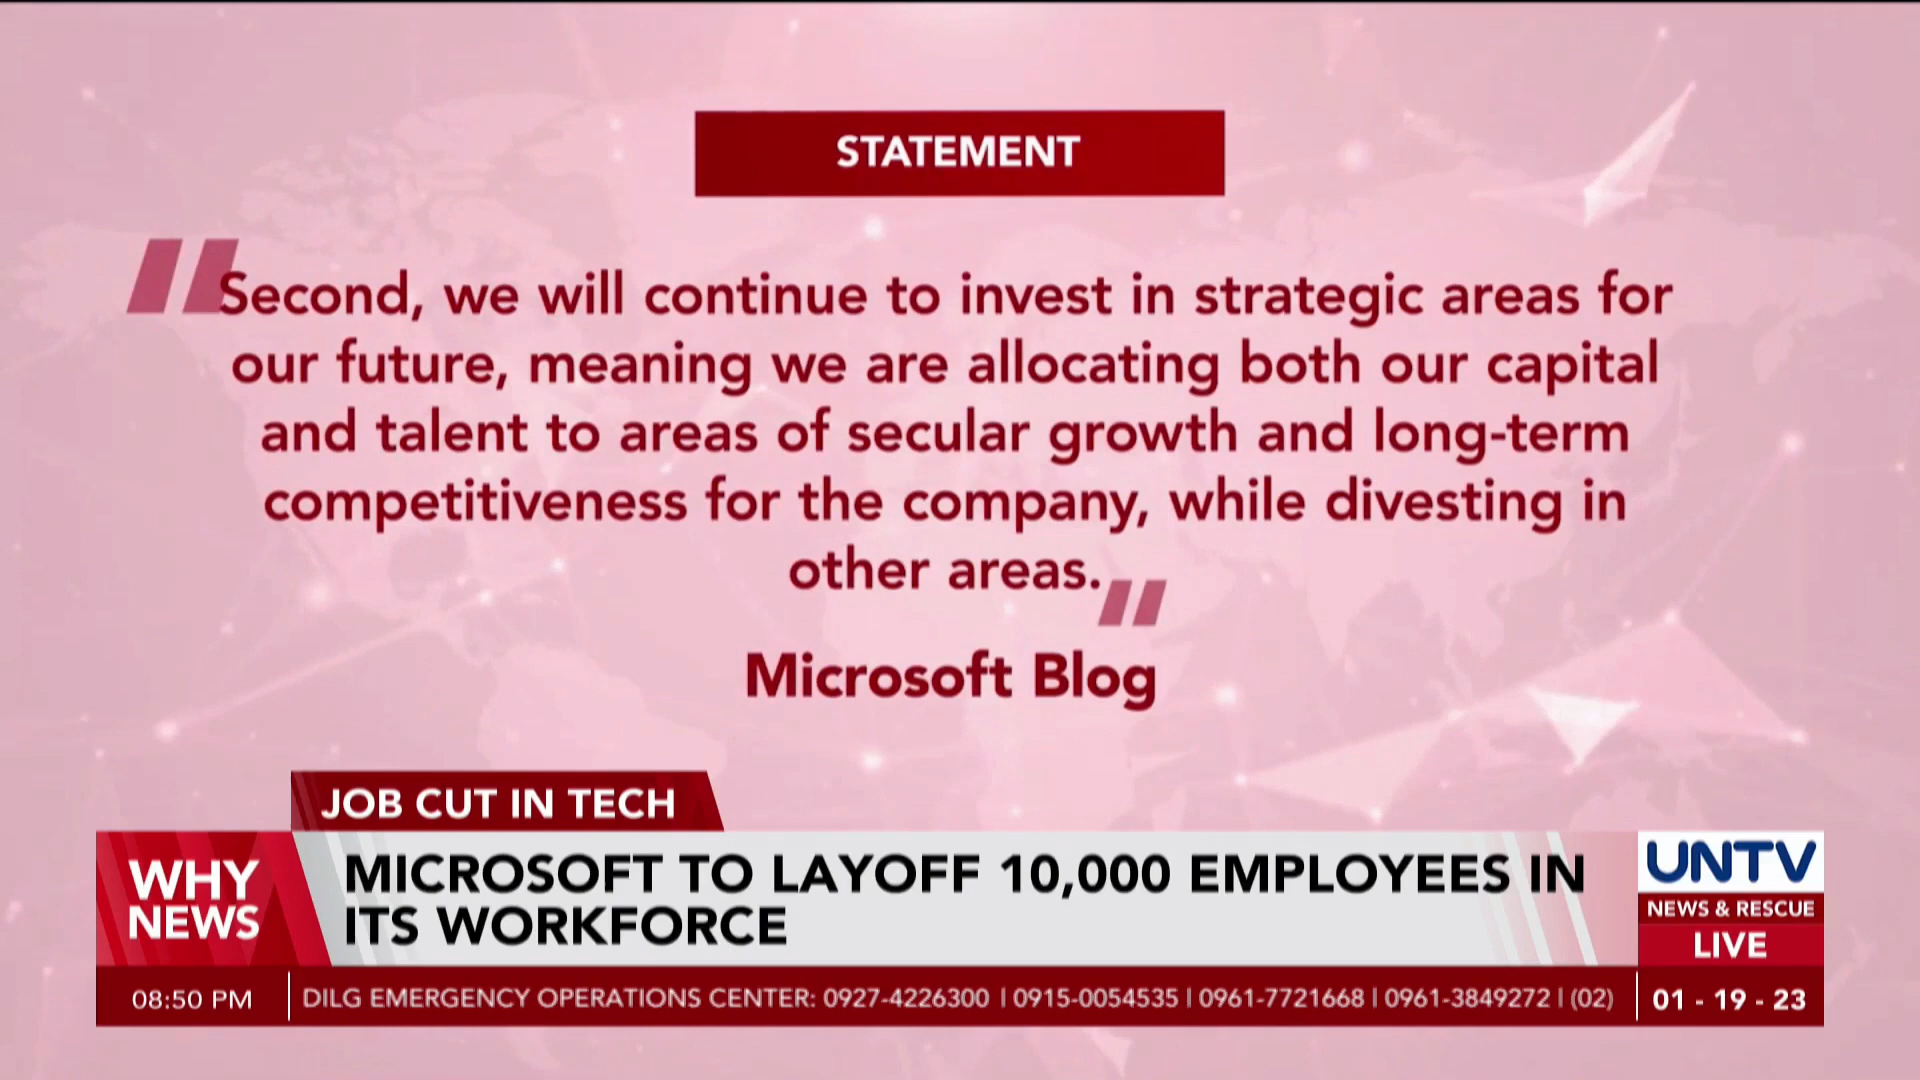 STATEMENT
"Second, we will continue to invest in strategic areas for
our future, meaning we are allocating both our capital
and talent to areas of secular growth and long-term
competitiveness for the company, while divesting in
other areas."
Microsoft Blog
JOB CUT IN TECH
WHY
NEWS
MICROSOFT TO LAYOFF 10,000 EMPLOYEES IN
ITS WORKFORCE
UNTV
NEWS & RESCUE
LIVE
08:50 PM
DILG EMERGENCY OPERATIONS CENTER: 0927-4226300 | 0915-0054535 | 0961-7721668 | 0961-3849272 | (02)
01 - 19 - 23